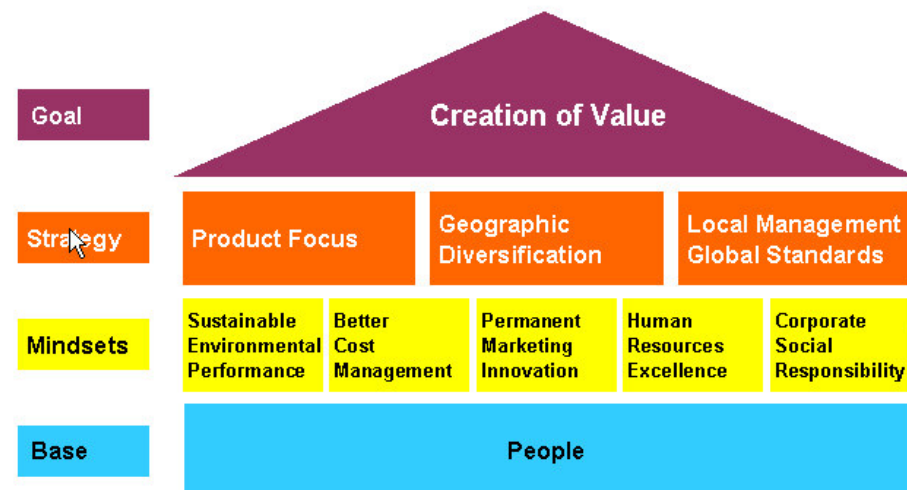 Goal
Creation of Value
Strategy
Product Focus
Geographic
Diversification
Local Management
Global Standards
Mindsets
Sustainable
Environmental
Performance
Better
Cost
Management
Permanent
Marketing
Innovation
Human
Resources
Excellence
Corporate
Social
Responsibility
Base
People